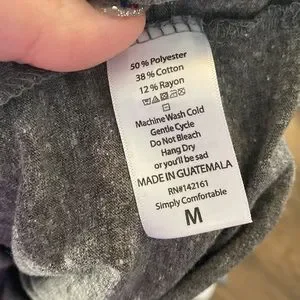 50% Polyester
38% Cotton
12% Rayon
Machine Wash Cold
Gentle Cycle
Do Not Bleach
Hang Dry
or you'll be sad
MADE IN GUATEMALA
RN#142161
Simply Comfortable
M